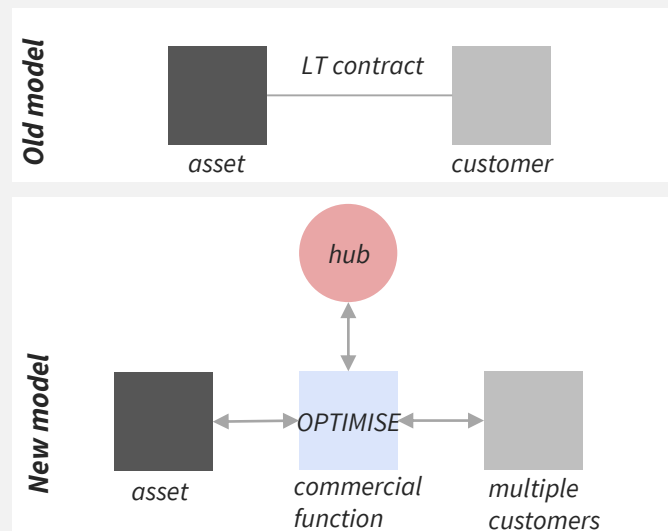 Old model
LT contract
asset
customer
New model
hub
OPTIMISE
asset
commercial
function
multiple
customers